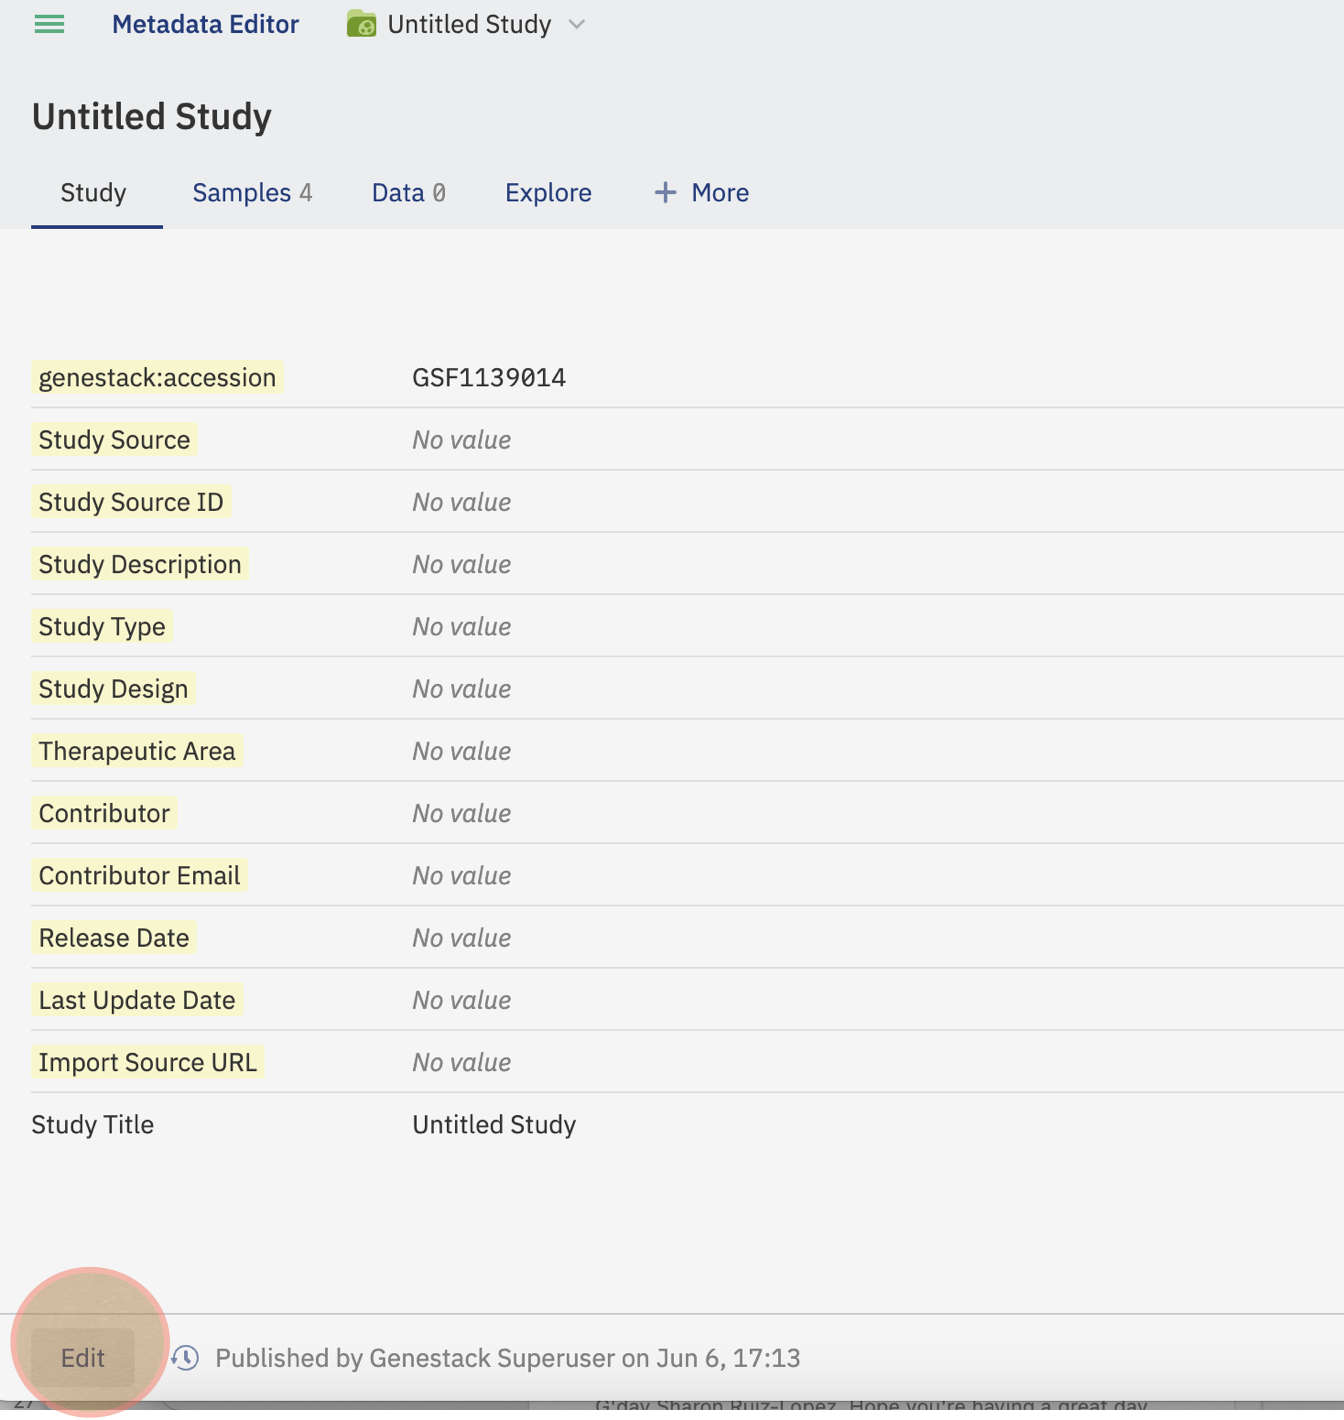 Metadata Editor Untitled Study
Untitled Study
Study Samples 4 Data 0 Explore + More
genestack:accession GSF1139014
Study Source No value
Study Source ID No value
Study Description No value
Study Type No value
Study Design No value
Therapeutic Area No value
Contributor No value
Contributor Email No value
Release Date No value
Last Update Date No value
Import Source URL No value
Study Title Untitled Study
Edit Published by Genestack Superuser on Jun 6, 17:13
27 G'day Sharon Ruiz-Lopez. Hope you're having a great day